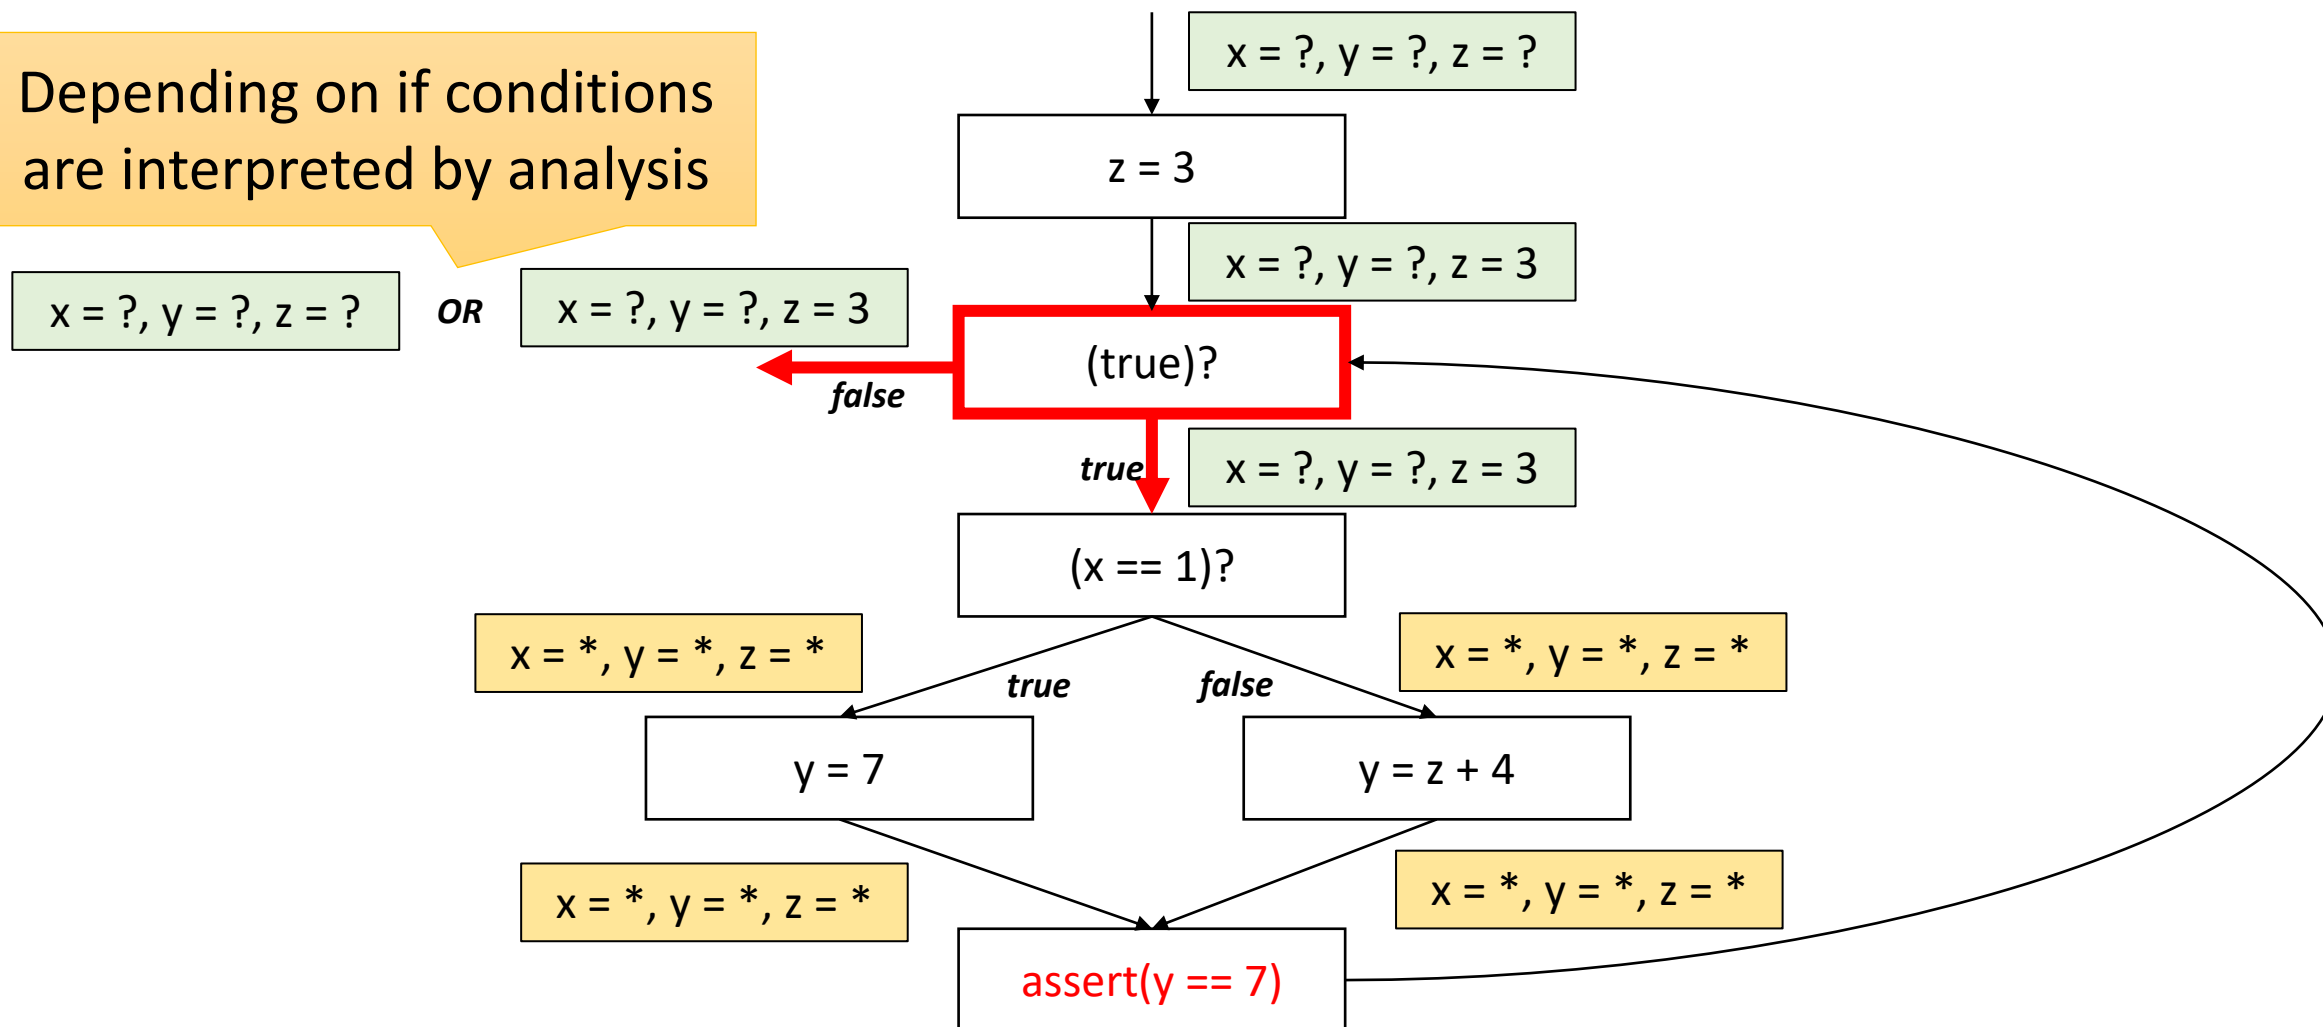 x = ?, y = ?, z = ?
Depending on if conditions
are interpreted by analysis
z = 3
x = ?, y = ?, z = 3
x = ?, y = ?, z = ?
OR
x = ?, y = ?, z = 3
(true)?
false
true
x = ?, y = ?, z = 3
(x == 1)?
x = *, y = *, z = *
true
false
x = *, y = *, z = *
y = 7
y = z + 4
x = *, y = *, z = *
x = *, y = *, z = *
assert(y == 7)